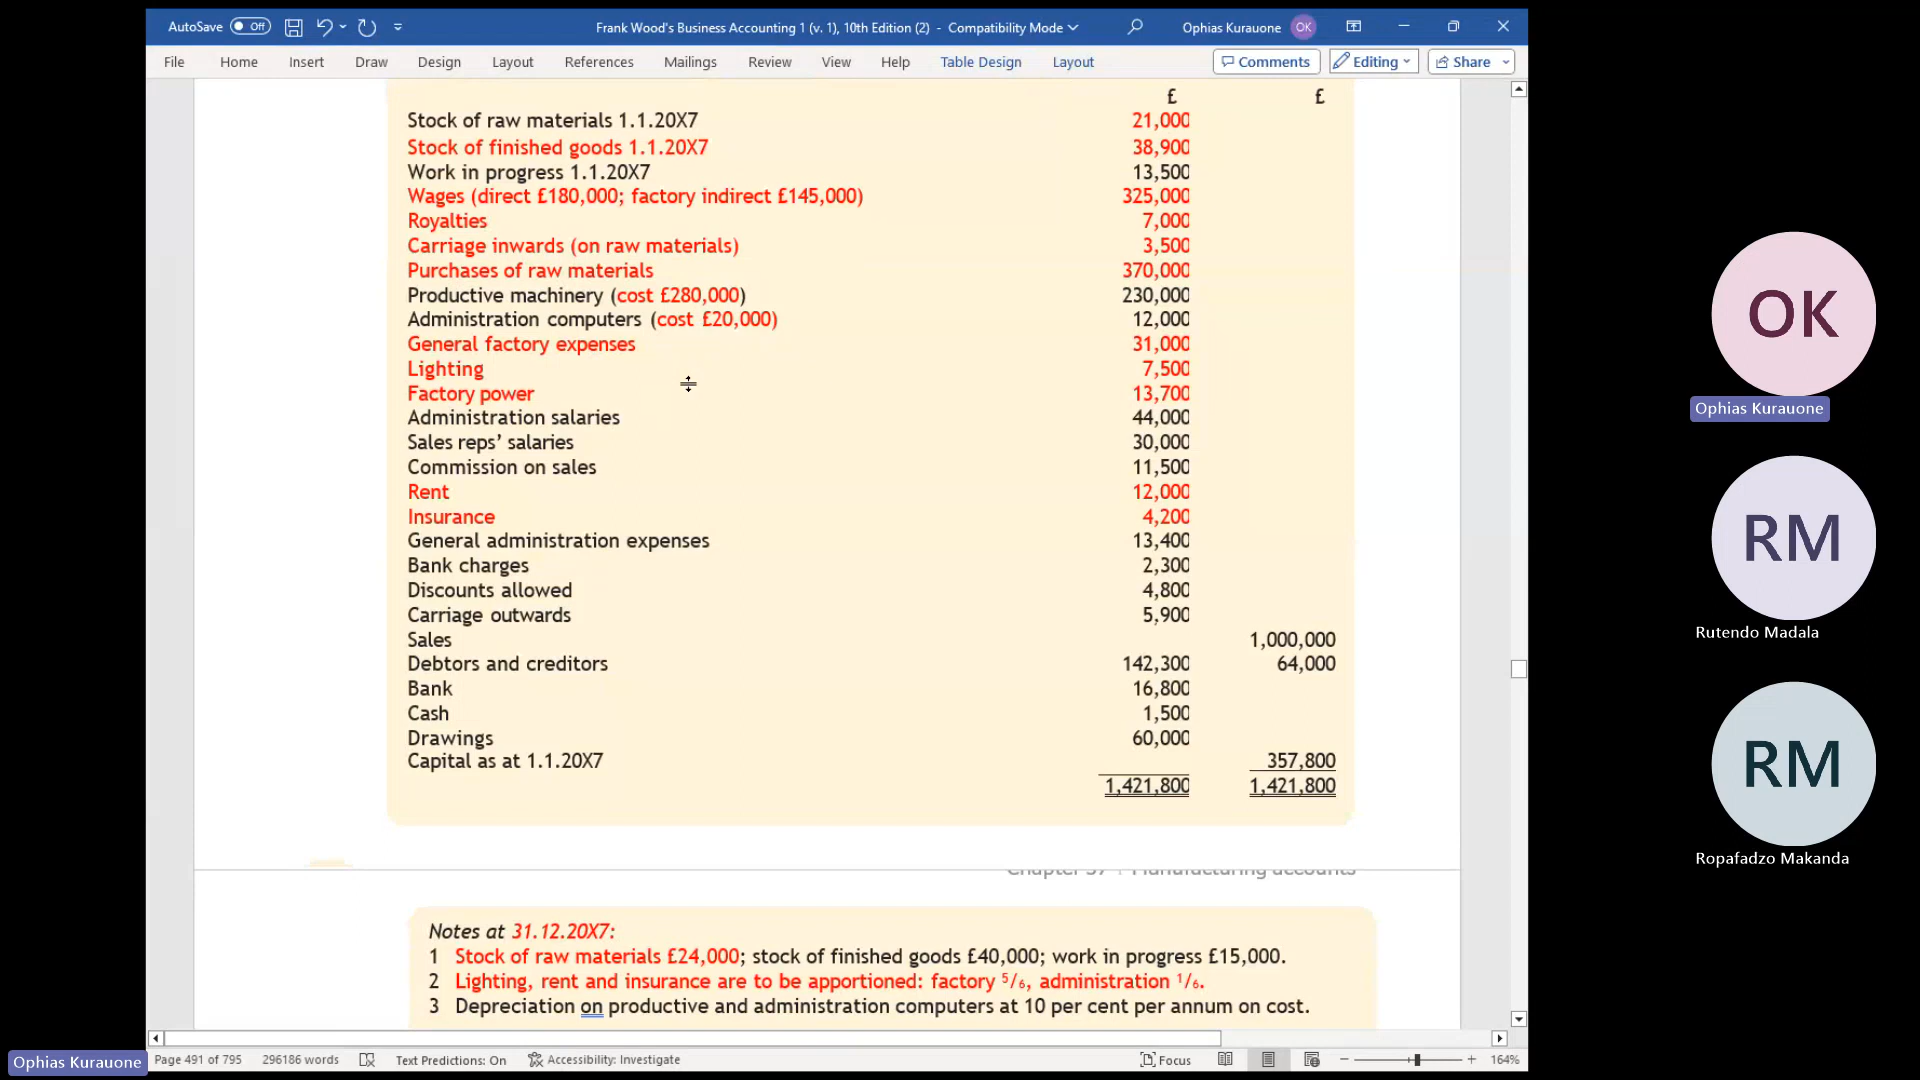 AutoSave Off
Frank Wood's Business Accounting 1 (v. 1), 10th Edition (2) - Compatibility Mode
Ophias Kurauone OK
File Home Insert Draw Design Layout References Mailings Review View Help Table Design Layout
Comments Editing Share
£ £
Stock of raw materials 1.1.20X7 21,000
Stock of finished goods 1.1.20X7 38,900
Work in progress 1.1.20X7 13,500
Wages (direct £180,000; factory indirect £145,000) 325,000
Royalties 7,000
Carriage inwards (on raw materials) 3,500
Purchases of raw materials 370,000
Productive machinery (cost £280,000) 230,000
Administration computers (cost £20,000) 12,000
General factory expenses 31,000
Lighting 7,500
Factory power 13,700
Administration salaries 44,000
Sales reps’ salaries 30,000
Commission on sales 11,500
Rent 12,000
Insurance 4,200
General administration expenses 13,400
Bank charges 2,300
Discounts allowed 4,800
Carriage outwards 5,900
Sales 1,000,000
Debtors and creditors 142,300 64,000
Bank 16,800
Cash 1,500
Drawings 60,000
Capital as at 1.1.20X7 357,800
1,421,800 1,421,800
Chapter 37 | Manufacturing accounts
Notes at 31.12.20X7:
1 Stock of raw materials £24,000; stock of finished goods £40,000; work in progress £15,000.
2 Lighting, rent and insurance are to be apportioned: factory 5/6, administration 1/6.
3 Depreciation on productive and administration computers at 10 per cent per annum on cost.
Page 491 of 795 296186 words Text Predictions: On Accessibility: Investigate Focus 164%
Ophias Kurauone
OK
Ophias Kurauone
RM
Rutendo Madala
RM
Ropafadzo Makanda